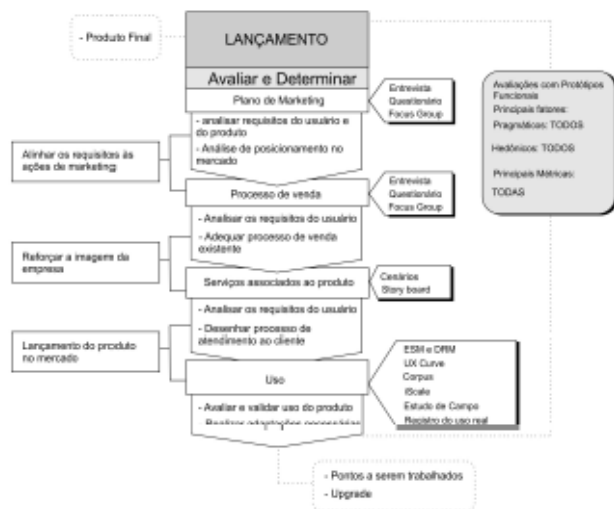 - Produto Final
LANÇAMENTO
Avaliar e Determinar
Plano de Marketing
- analisar requisitos do usuário e
do produto
- Análise de posicionamento no
mercado
Entrevista
Questionário
Focus Group
Avaliações com Protótipos
Funcionais
Principais fatores:
Pragmáticos: TODOS
Hedônicos: TODOS
Principais Métricas:
TODAS
Alinhar os requisitos às
ações de marketing
Processo de venda
- Analisar os requisitos do usuário
- Adequar processo de venda
existente
Entrevista
Questionário
Focus Group
Reforçar a imagem da
empresa
Serviços associados ao produto
- Analisar os requisitos do usuário
- Desenhar processo de
atendimento ao cliente
Cenários
Story board
Lançamento do produto
no mercado
Uso
- Avaliar e validar uso do produto
- Realizar adaptações necessárias
ESM e DRM
UX Curve
Corpus
iScale
Estudo de Campo
Registro do uso real
- Pontos a serem trabalhados
- Upgrade